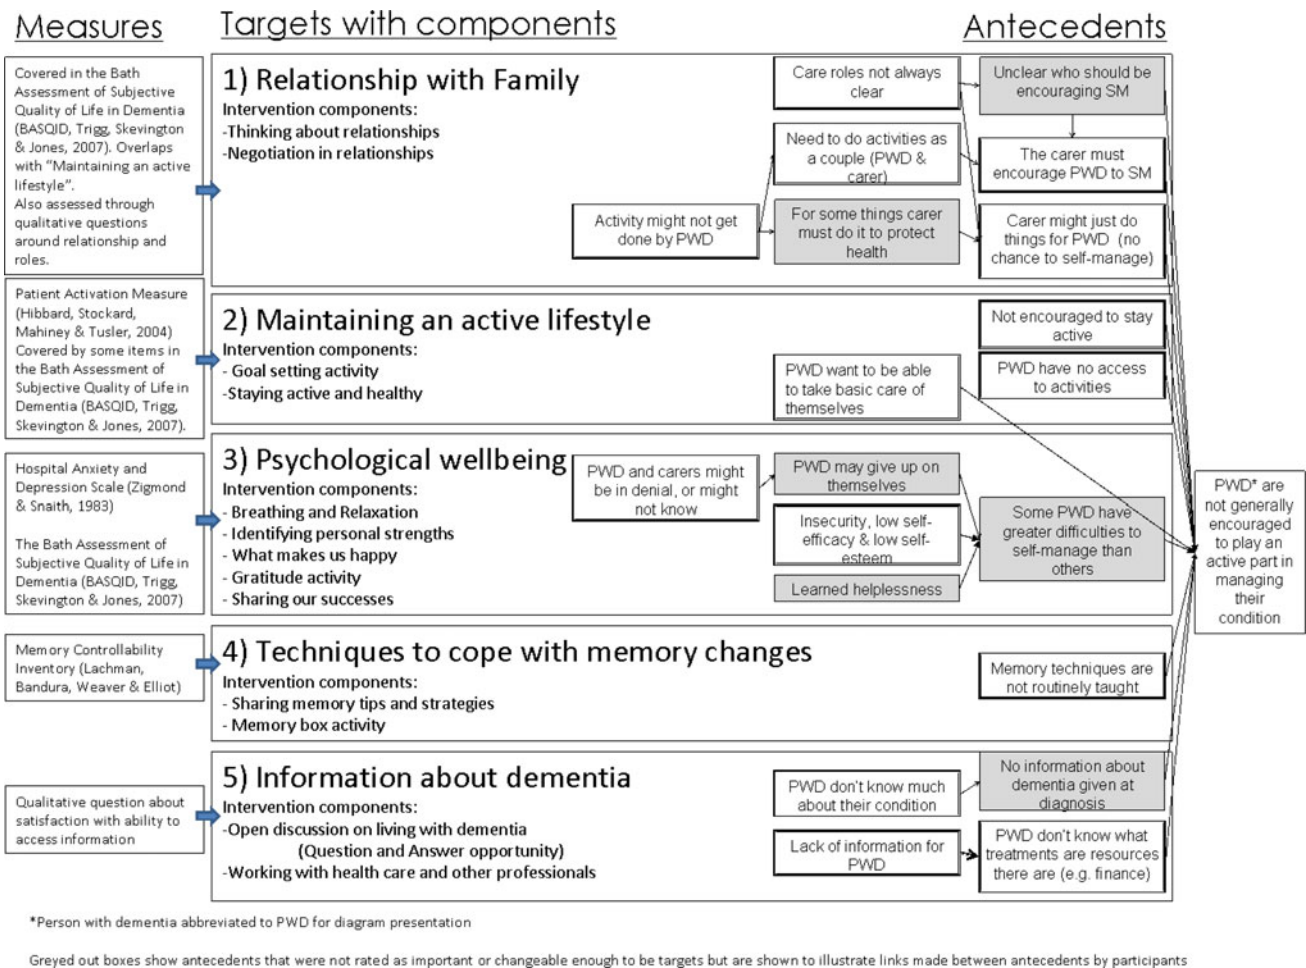 Measures
Targets with components
Antecedents
Covered in the Bath
Assessment of Subjective
Quality of Life in Dementia
(BASQID, Trigg, Skevington
& Jones, 2007). Overlaps
with “Maintaining an active
lifestyle”.
Also assessed through
qualitative questions
around relationship and
roles.
1) Relationship with Family
Intervention components:
-Thinking about relationships
-Negotiation in relationships
Care roles not always
clear
Unclear who should be
encouraging SM
Need to do activities as
a couple (PWD &
carer)
The carer must
encourage PWD to SM
Activity might not get
done by PWD
For some things carer
must do it to protect
health
Carer might just do
things for PWD (no
chance to self-manage)
Patient Activation Measure
(Hibbard, Stockard,
Mahiney & Tusler, 2004)
Covered by some items in
the Bath Assessment of
Subjective Quality of Life in
Dementia (BASQID, Trigg,
Skevington & Jones, 2007).
2) Maintaining an active lifestyle
Intervention components:
- Goal setting activity
-Staying active and healthy
PWD want to be able
to take basic care of
themselves
Not encouraged to stay
active
PWD have no access
to activities
Hospital Anxiety and
Depression Scale (Zigmond
& Snaith, 1983)
The Bath Assessment of
Subjective Quality of Life in
Dementia (BASQID, Trigg,
Skevington & Jones, 2007)
3) Psychological wellbeing
Intervention components:
- Breathing and Relaxation
- Identifying personal strengths
- What makes us happy
- Gratitude activity
- Sharing our successes
PWD and carers might
be in denial, or might
not know
PWD may give up on
themselves
Insecurity, low self-
efficacy & low self-
esteem
Learned helplessness
Some PWD have
greater difficulties to
self-manage than
others
PWD* are
not generally
encouraged
to play an
active part in
managing
their
condition
Memory Controllability
Inventory (Lachman,
Bandura, Weaver & Elliot)
4) Techniques to cope with memory changes
Intervention components:
- Sharing memory tips and strategies
- Memory box activity
Memory techniques are
not routinely taught
Qualitative question about
satisfaction with ability to
access information
5) Information about dementia
Intervention components:
-Open discussion on living with dementia
(Question and Answer opportunity)
-Working with health care and other professionals
PWD don't know much
about their condition
No information about
dementia given at
diagnosis
Lack of information for
PWD
PWD don't know what
treatments are resources
there are (e.g. finance)
*Person with dementia abbreviated to PWD for diagram presentation
Greyed out boxes show antecedents that were not rated as important or changeable enough to be targets but are shown to illustrate links made between antecedents by participants